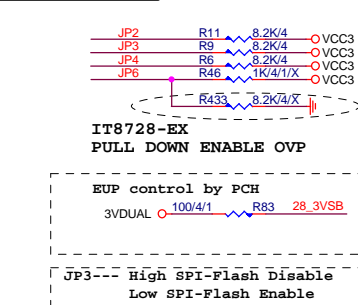 JP2 R11 8.2K/4 VCC3
JP3 R9 8.2K/4 VCC3
JP4 R6 8.2K/4 VCC3
JP6 R46 1K/4/1/X VCC3
R433 8.2K/4/X
IT8728-EX
PULL DOWN ENABLE OVP
EUP control by PCH
3VDUAL 100/4/1 R83 28_3VSB
JP3--- High SPI-Flash Disable
Low SPI-Flash Enable